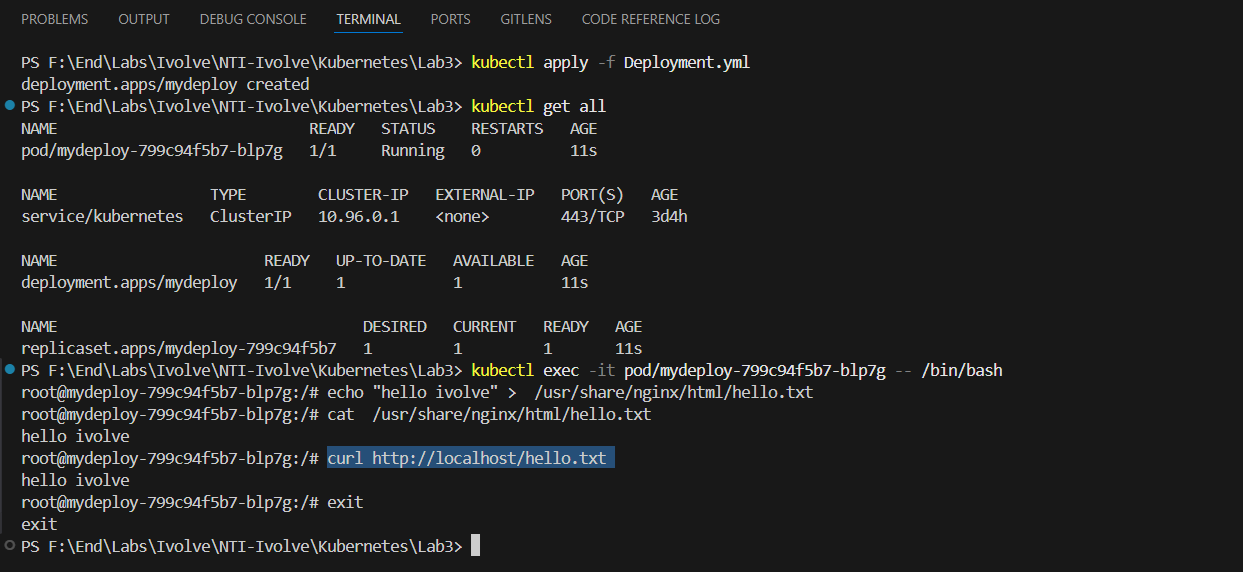 PROBLEMS OUTPUT DEBUG CONSOLE TERMINAL PORTS GITLENS CODE REFERENCE LOG
PS F:\End\Labs\Ivolve\NTI-Ivolve\Kubernetes\Lab3> kubectl apply -f Deployment.yml
deployment.apps/mydeploy created
PS F:\End\Labs\Ivolve\NTI-Ivolve\Kubernetes\Lab3> kubectl get all
NAME READY STATUS RESTARTS AGE
pod/mydeploy-799c94f5b7-blp7g 1/1 Running 0 11s
NAME TYPE CLUSTER-IP EXTERNAL-IP PORT(S) AGE
service/kubernetes ClusterIP 10.96.0.1 <none> 443/TCP 3d4h
NAME READY UP-TO-DATE AVAILABLE AGE
deployment.apps/mydeploy 1/1 1 1 11s
NAME DESIRED CURRENT READY AGE
replicaset.apps/mydeploy-799c94f5b7 1 1 1 11s
PS F:\End\Labs\Ivolve\NTI-Ivolve\Kubernetes\Lab3> kubectl exec -it pod/mydeploy-799c94f5b7-blp7g -- /bin/bash
root@mydeploy-799c94f5b7-blp7g:/# echo "hello ivolve" > /usr/share/nginx/html/hello.txt
root@mydeploy-799c94f5b7-blp7g:/# cat /usr/share/nginx/html/hello.txt
hello ivolve
root@mydeploy-799c94f5b7-blp7g:/# curl http://localhost/hello.txt
hello ivolve
root@mydeploy-799c94f5b7-blp7g:/# exit
exit
PS F:\End\Labs\Ivolve\NTI-Ivolve\Kubernetes\Lab3>